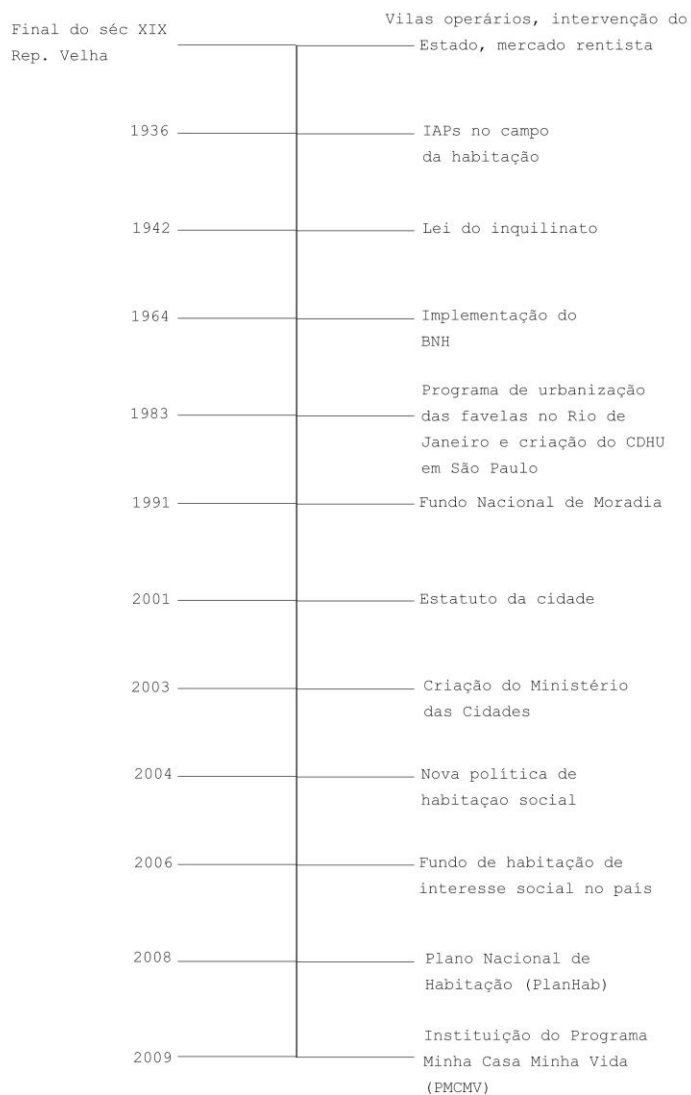 Final do séc XIX
Rep. Velha
Vilas operários, intervenção do
Estado, mercado rentista
1936
IAPs no campo
da habitação
1942
Lei do inquilinato
1964
Implementação do
BNH
1983
Programa de urbanização
das favelas no Rio de
Janeiro e criação do CDHU
em São Paulo
1991
Fundo Nacional de Moradia
2001
Estatuto da cidade
2003
Criação do Ministério
das Cidades
2004
Nova política de
habitaçao social
2006
Fundo de habitação de
interesse social no país
2008
Plano Nacional de
Habitação (PlanHab)
2009
Instituição do Programa
Minha Casa Minha Vida
(PMCMV)